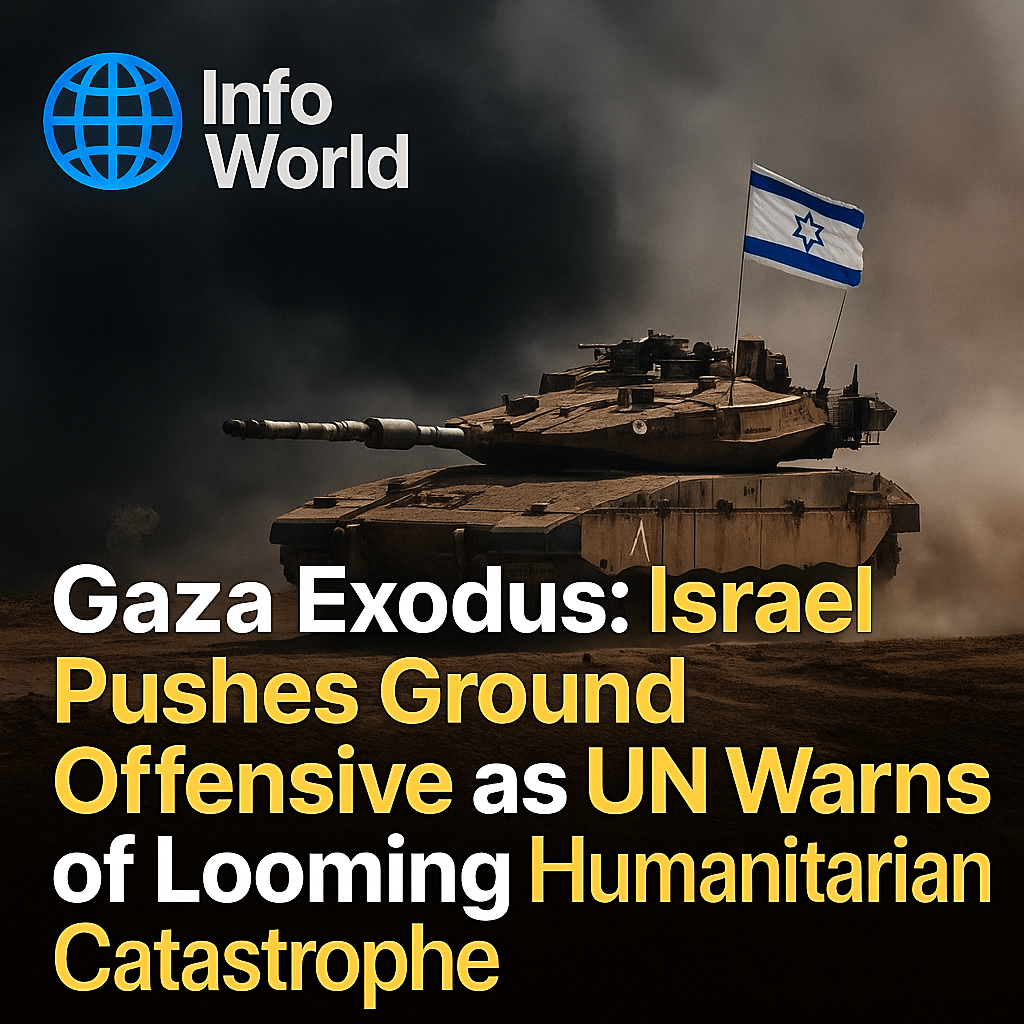 Info
World
Gaza Exodus: Israel
Pushes Ground
Offensive as UN Warns
of Looming Humanitarian
Catastrophe